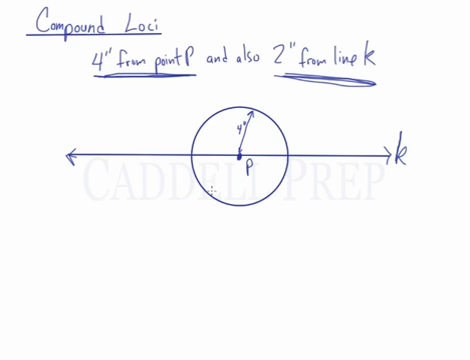 Compound Loci
4" from point P and also 2" from line k
4"
k
P
CADDELL PREP